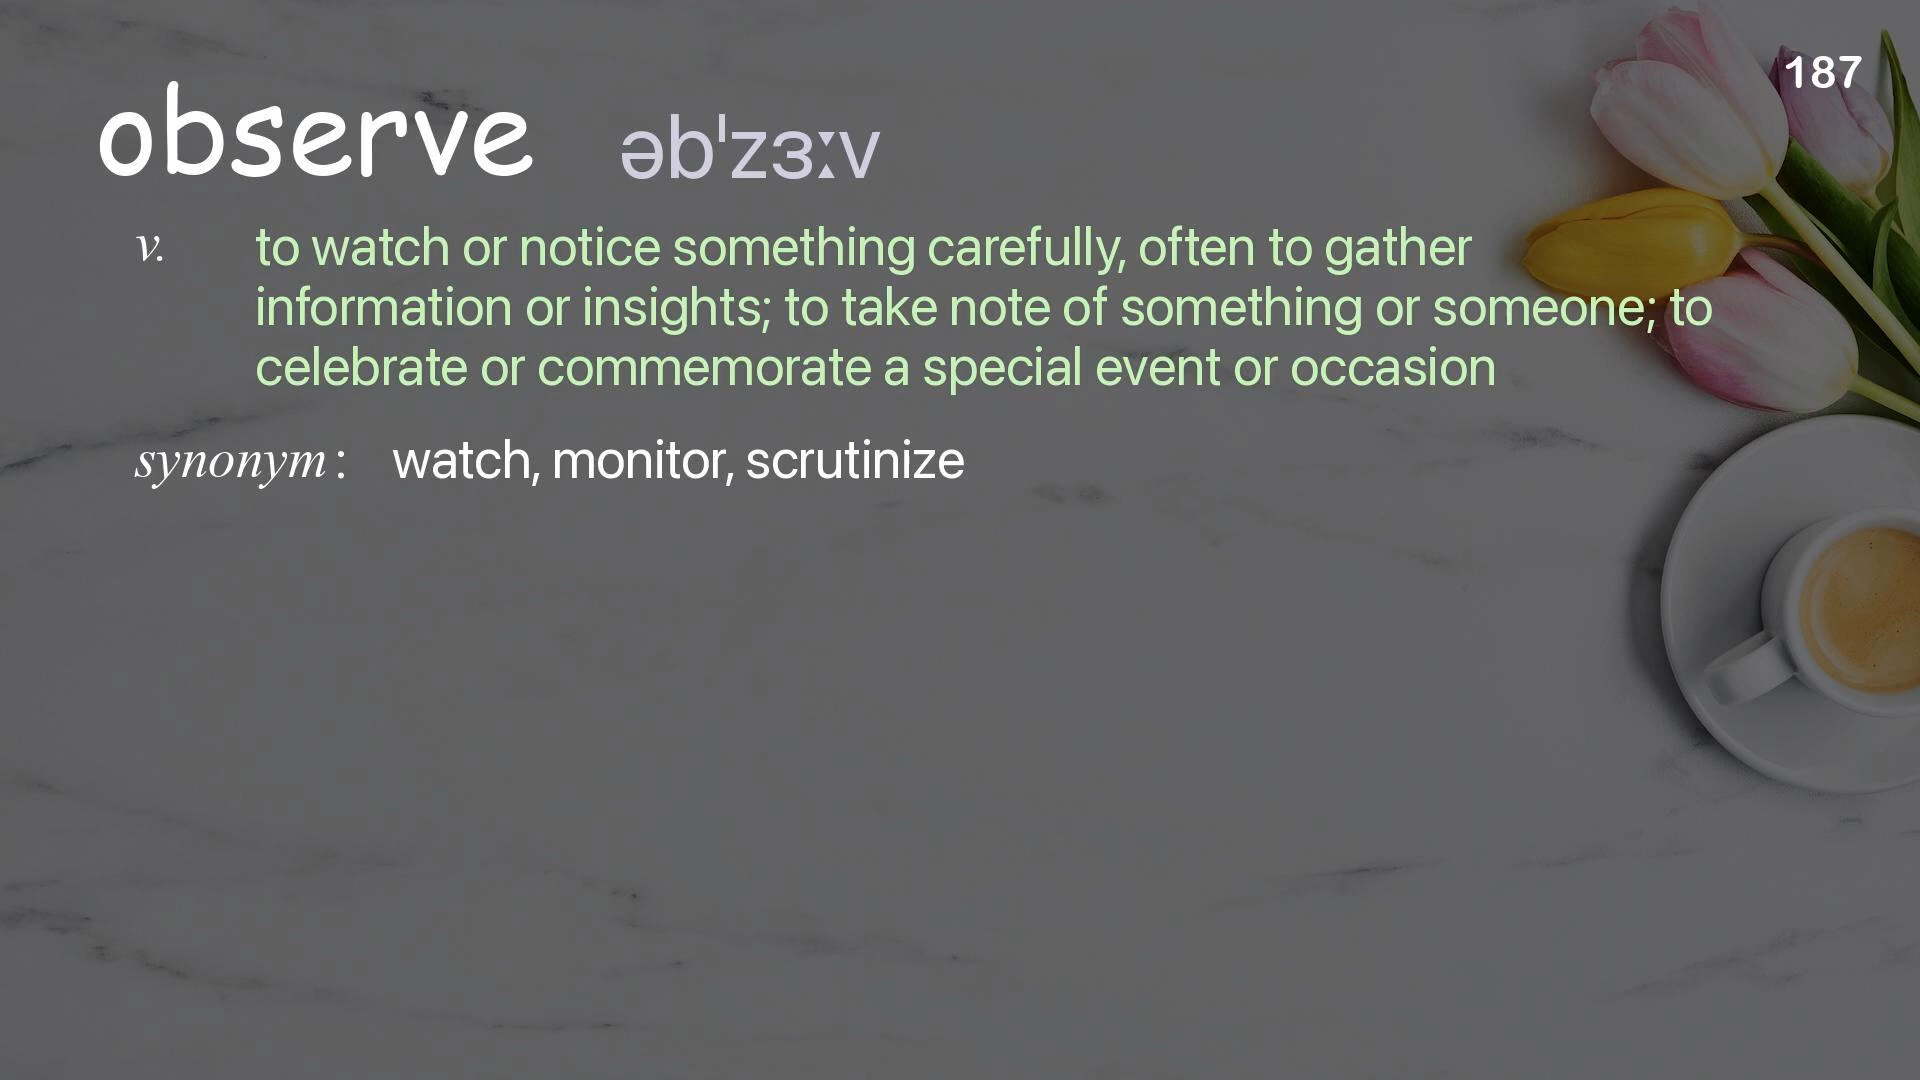 187
observe əbˈzɜːv
v. to watch or notice something carefully, often to gather
information or insights; to take note of something or someone; to
celebrate or commemorate a special event or occasion
synonym: watch, monitor, scrutinize